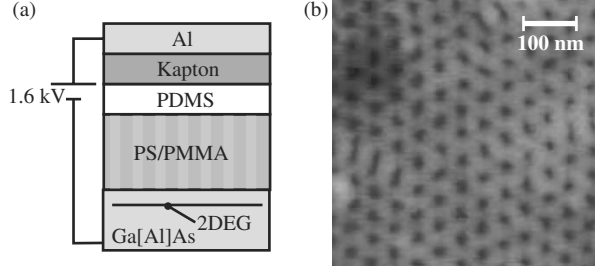 (a)
Al
Kapton
1.6 kV
PDMS
PS/PMMA
2DEG
Ga[Al]As
(b)
100 nm